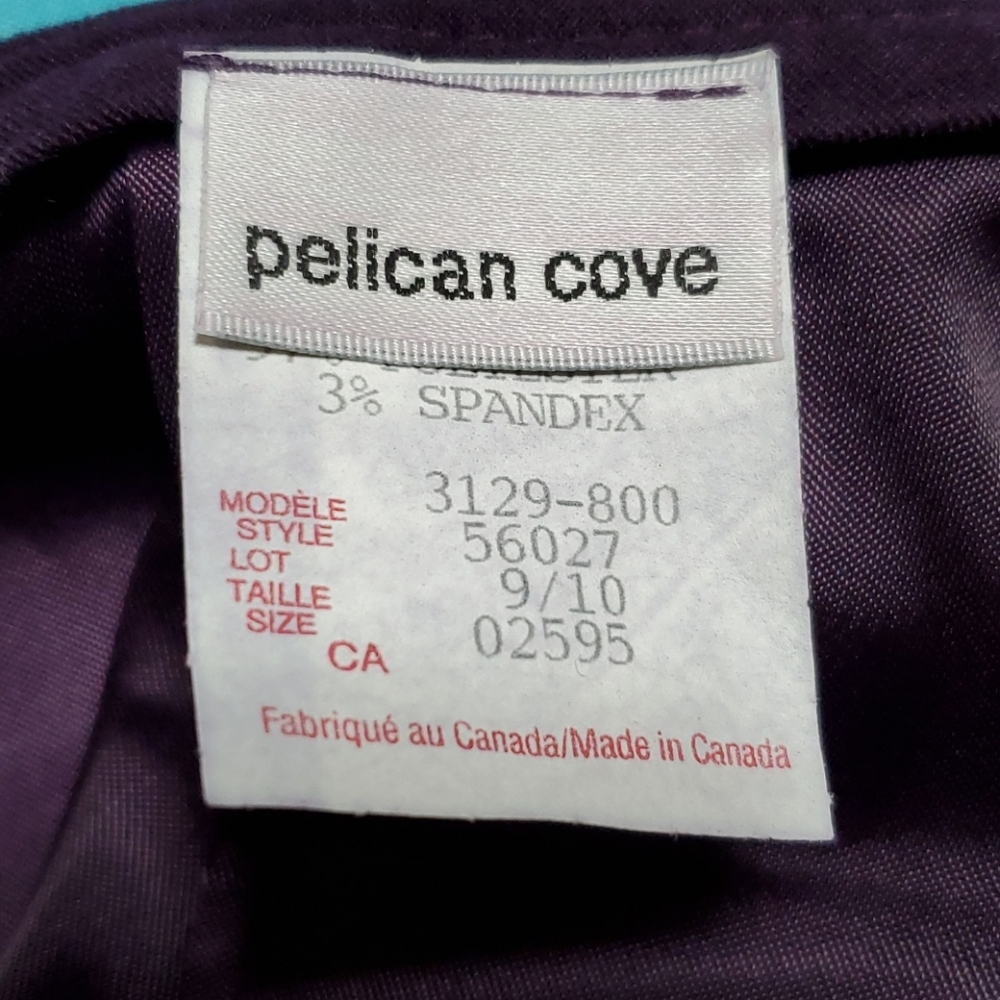 pelican cove
POLYESTER
3% SPANDEX
MODÈLE 3129-800
STYLE
LOT 56027
TAILLE 9/10
SIZE
CA 02595
Fabriqué au Canada/Made in Canada